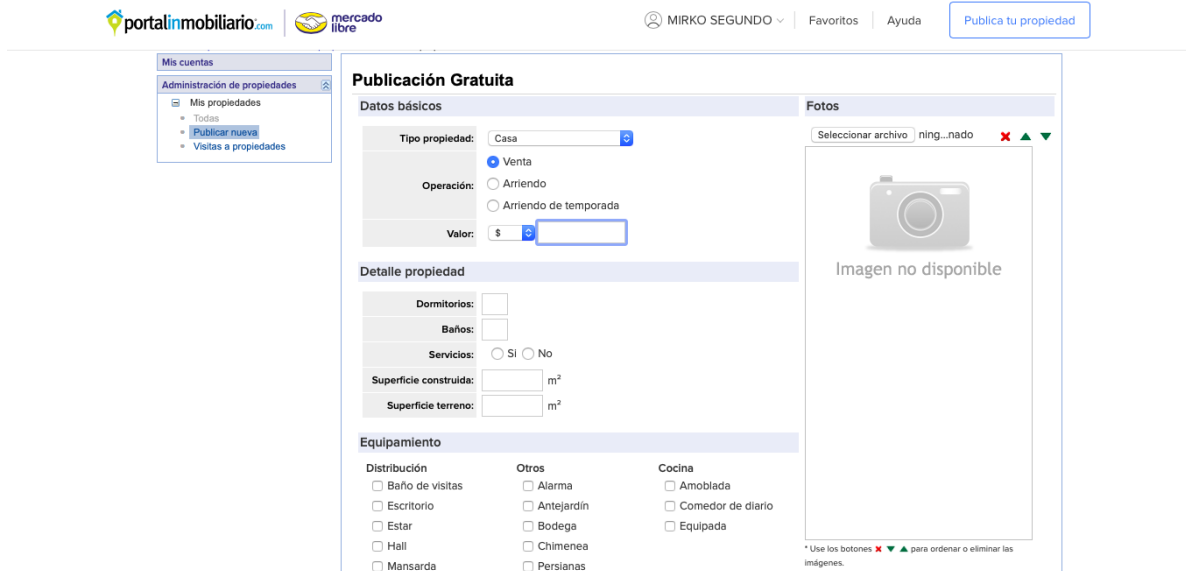 portalinmobiliario.com
mercado
libre
MIRKO SEGUNDO
Favoritos
Ayuda
Publica tu propiedad
Mis cuentas
Administración de propiedades
Mis propiedades
Todas
Publicar nueva
Visitas a propiedades
Publicación Gratuita
Datos básicos
Tipo propiedad: Casa
Operación:
Venta
Arriendo
Arriendo de temporada
Valor: $
Detalle propiedad
Dormitorios:
Baños:
Servicios: Si No
Superficie construida: m²
Superficie terreno: m²
Equipamiento
Distribución
Baño de visitas
Escritorio
Estar
Hall
Mansarda
Otros
Alarma
Antejardín
Bodega
Chimenea
Persianas
Cocina
Amoblada
Comedor de diario
Equipada
Fotos
Seleccionar archivo ning...nado
Imagen no disponible
* Use los botones para ordenar o eliminar las
imágenes.